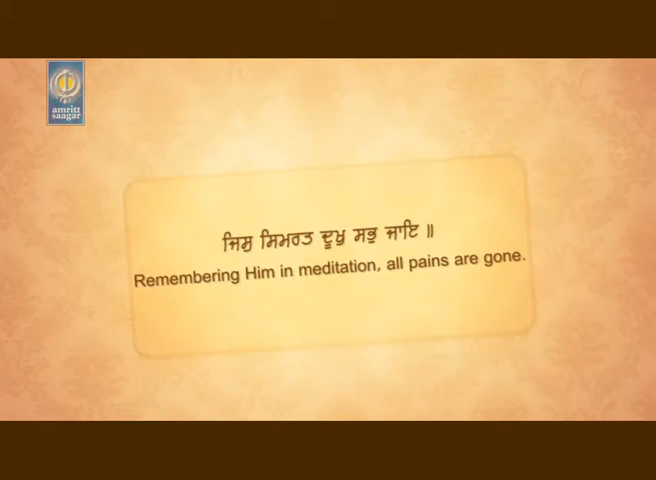 amritt
saagar
ਜਿਸੁ ਸਿਮਰਤ ਦੂਖੁ ਸਭੁ ਜਾਇ ॥
Remembering Him in meditation, all pains are gone.